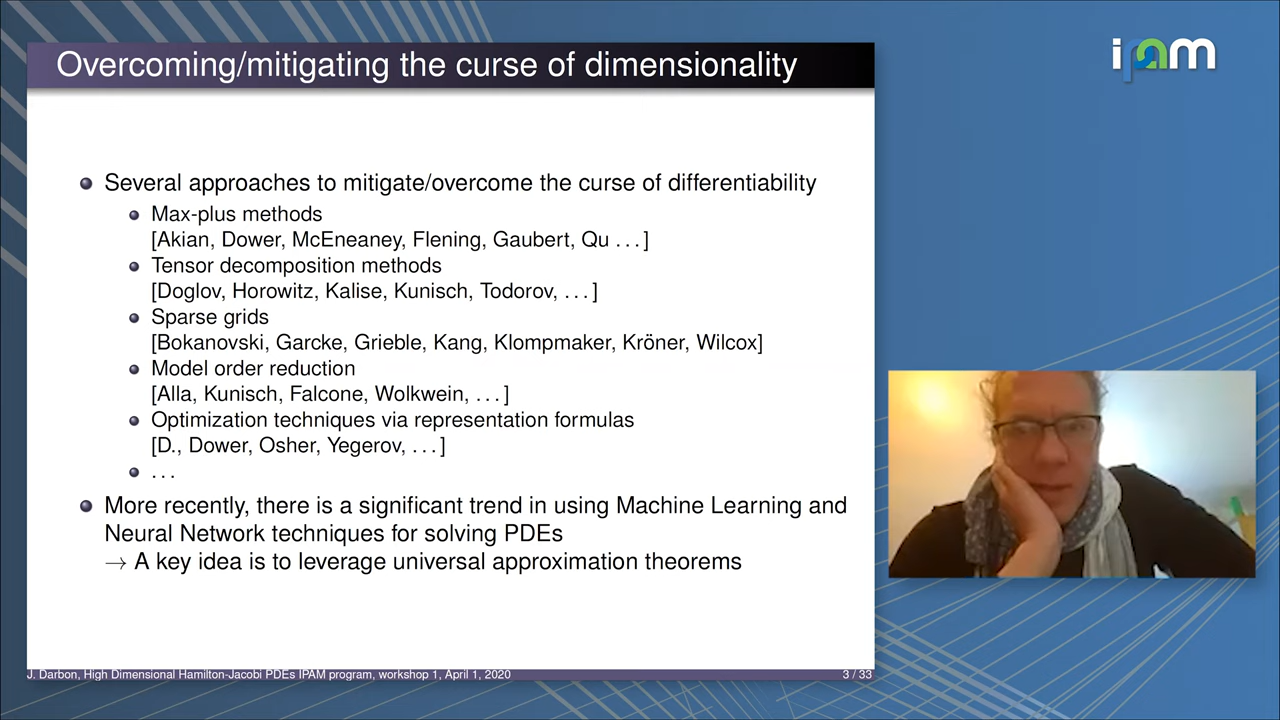 Overcoming/mitigating the curse of dimensionality
ipam
Several approaches to mitigate/overcome the curse of differentiability
Max-plus methods
[Akian, Dower, McEneaney, Flening, Gaubert, Qu . . . ]
Tensor decomposition methods
[Doglov, Horowitz, Kalise, Kunisch, Todorov, . . . ]
Sparse grids
[Bokanovski, Garcke, Grieble, Kang, Klompmaker, Kröner, Wilcox]
Model order reduction
[Alla, Kunisch, Falcone, Wolkwein, . . . ]
Optimization techniques via representation formulas
[D., Dower, Osher, Yegerov, . . . ]
. . .
More recently, there is a significant trend in using Machine Learning and
Neural Network techniques for solving PDEs
→ A key idea is to leverage universal approximation theorems
J. Darbon, High Dimensional Hamilton-Jacobi PDEs IPAM program, workshop 1, April 1, 2020 3 / 33